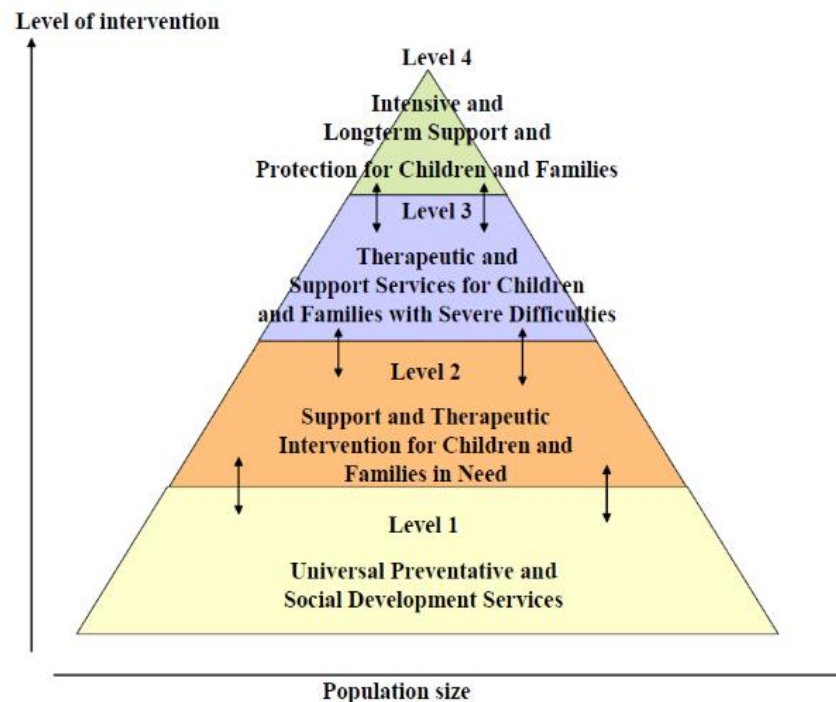 Level of intervention
Level 4
Intensive and
Longterm Support and
Protection for Children and Families
Level 3
Therapeutic and
Support Services for Children
and Families with Severe Difficulties
Level 2
Support and Therapeutic
Intervention for Children and
Families in Need
Level 1
Universal Preventative and
Social Development Services
Population size